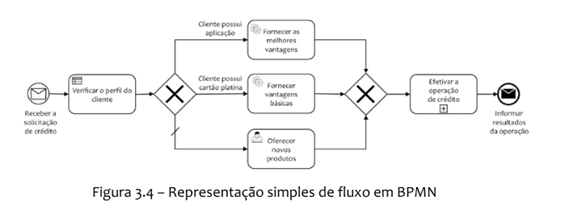 Cliente possui
aplicação
Fornecer as
melhores
vantagens
Verificar o perfil do
cliente
Cliente possui
cartão platina
Fornecer
vantagens
básicas
Efetivar a
operação
de crédito
Receber a
solicitação
de crédito
Informar
resultados
da operação
Oferecer
novos
produtos
Figura 3.4 – Representação simples de fluxo em BPMN